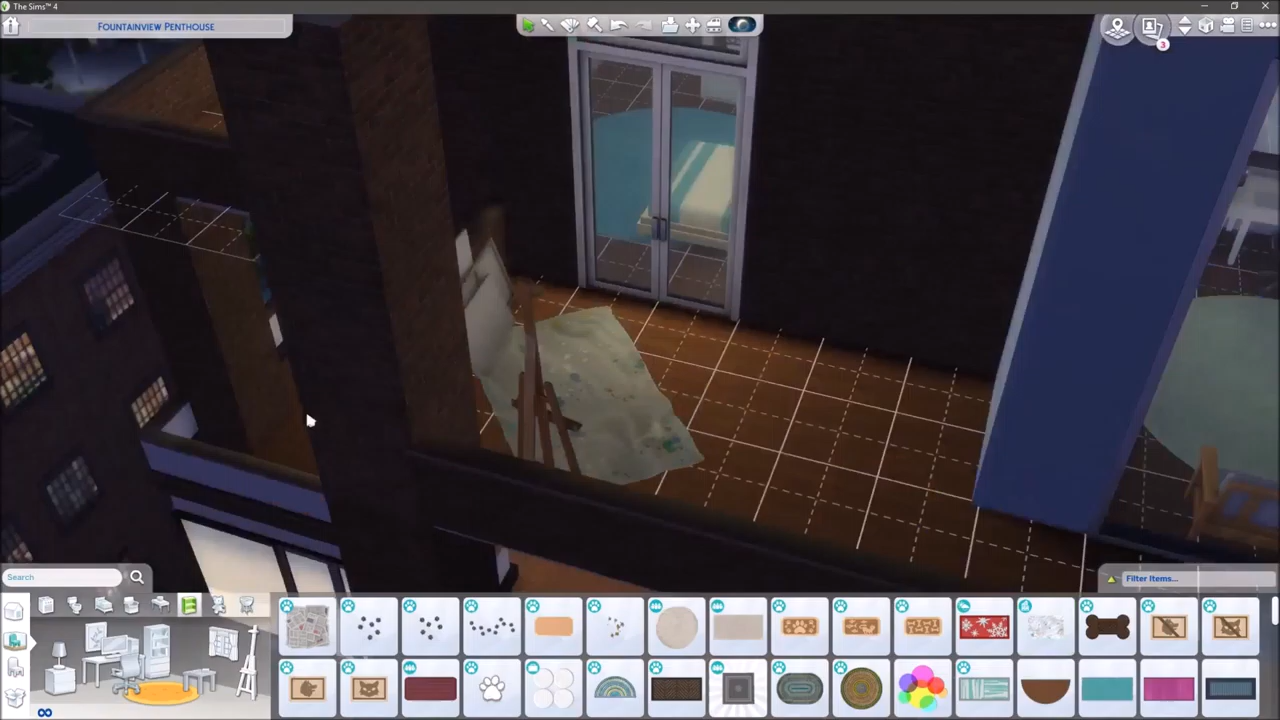 The Sims™ 4
Fountainview Penthouse
3
Search
Filter Items...